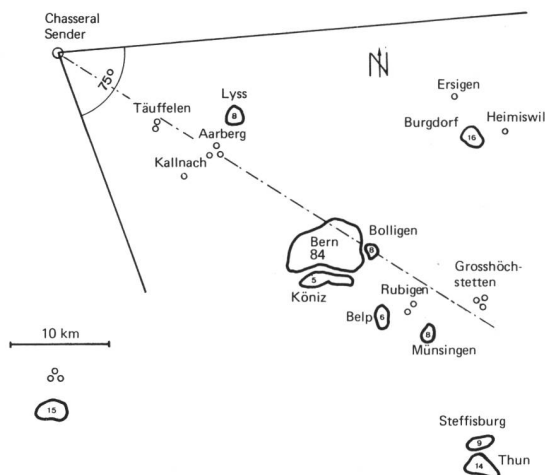 Chasseral
Sender
75°
N
Ersigen
Lyss
8
Täuffelen
Burgdorf
16
Heimiswil
Aarberg
Kallnach
Bern
84
Bolligen
8
5
Köniz
Grosshöch-
stetten
Rubigen
Belp
6
8
Münsingen
10 km
15
Steffisburg
9
14
Thun